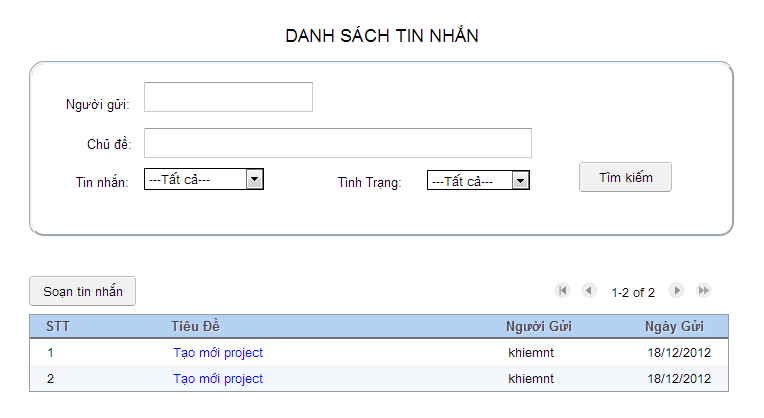 DANH SÁCH TIN NHẮN
Người gửi:
Chủ đề:
Tin nhắn: ---Tất cả--- Tình Trạng: ---Tất cả--- Tìm kiếm
Soạn tin nhắn 1-2 of 2
STT Tiêu Đề Người Gửi Ngày Gửi
1 Tạo mới project khiemnt 18/12/2012
2 Tạo mới project khiemnt 18/12/2012